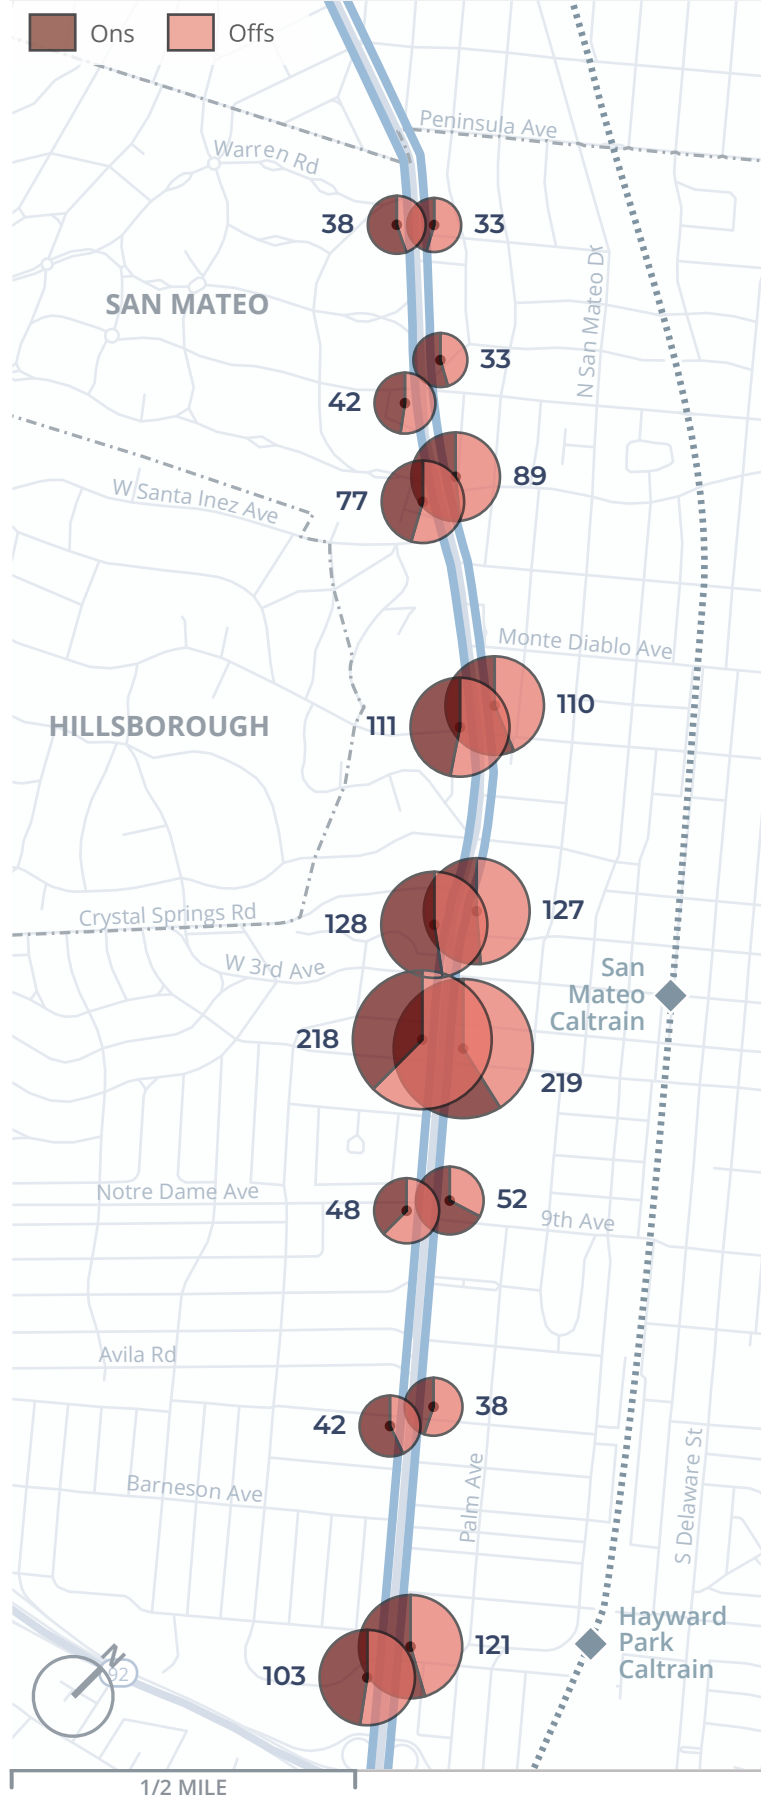 Ons Offs
Peninsula Ave
Warren Rd
38 33
N San Mateo Dr
SAN MATEO
33
42
89
W Santa Inez Ave
77
Monte Diablo Ave
110
HILLSBOROUGH
111
Crystal Springs Rd
128 127
W 3rd Ave
San
Mateo
Caltrain
218
219
Notre Dame Ave
48 52
9th Ave
Avila Rd
42 38
Barneson Ave
Palm Ave
S Delaware St
Hayward
Park
Caltrain
121
103
N
92
1/2 MILE